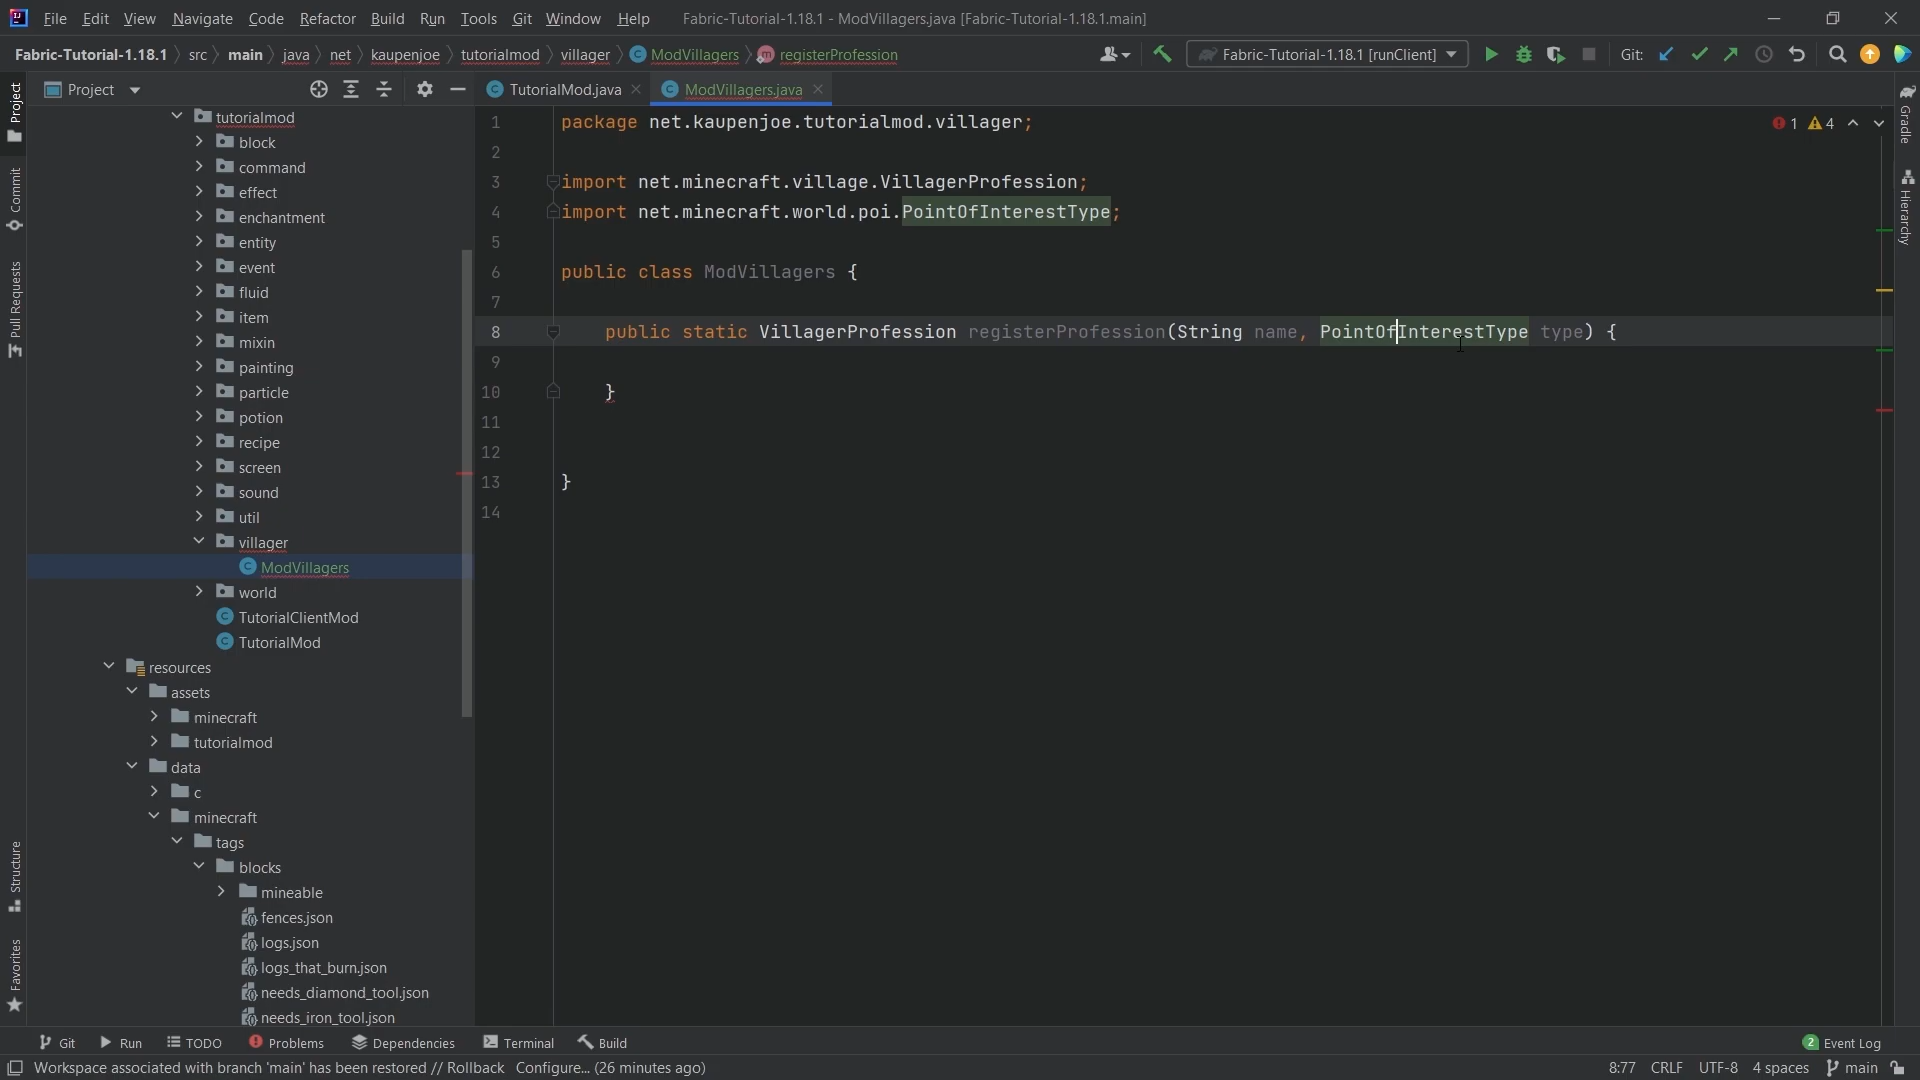 File Edit View Navigate Code Refactor Build Run Tools Git Window Help Fabric-Tutorial-1.18.1 - ModVillagers.java [Fabric-Tutorial-1.18.1.main]
Fabric-Tutorial-1.18.1 src main java net kaupenjoe tutorialmod villager ModVillagers registerProfession Fabric-Tutorial-1.18.1 [runClient] Git:
Project
TutorialMod.java ModVillagers.java
tutorialmod
block
command
effect
enchantment
entity
event
fluid
item
mixin
painting
particle
potion
recipe
screen
sound
util
villager
ModVillagers
world
TutorialClientMod
TutorialMod
resources
assets
minecraft
tutorialmod
data
c
minecraft
tags
blocks
mineable
fences.json
logs.json
logs_that_burn.json
needs_diamond_tool.json
needs_iron_tool.json
1 package net.kaupenjoe.tutorialmod.villager;
2
3 import net.minecraft.village.VillagerProfession;
4 import net.minecraft.world.poi.PointOfInterestType;
5
6 public class ModVillagers {
7
8 public static VillagerProfession registerProfession(String name, PointOfInterestType type) {
9
10 }
11
12
13 }
14
1 4
Project
Commit
Pull Requests
Structure
Favorites
Gradle
Hierarchy
Git Run TODO Problems Dependencies Terminal Build 2 Event Log
Workspace associated with branch 'main' has been restored // Rollback Configure... (26 minutes ago) 8:77 CRLF UTF-8 4 spaces main